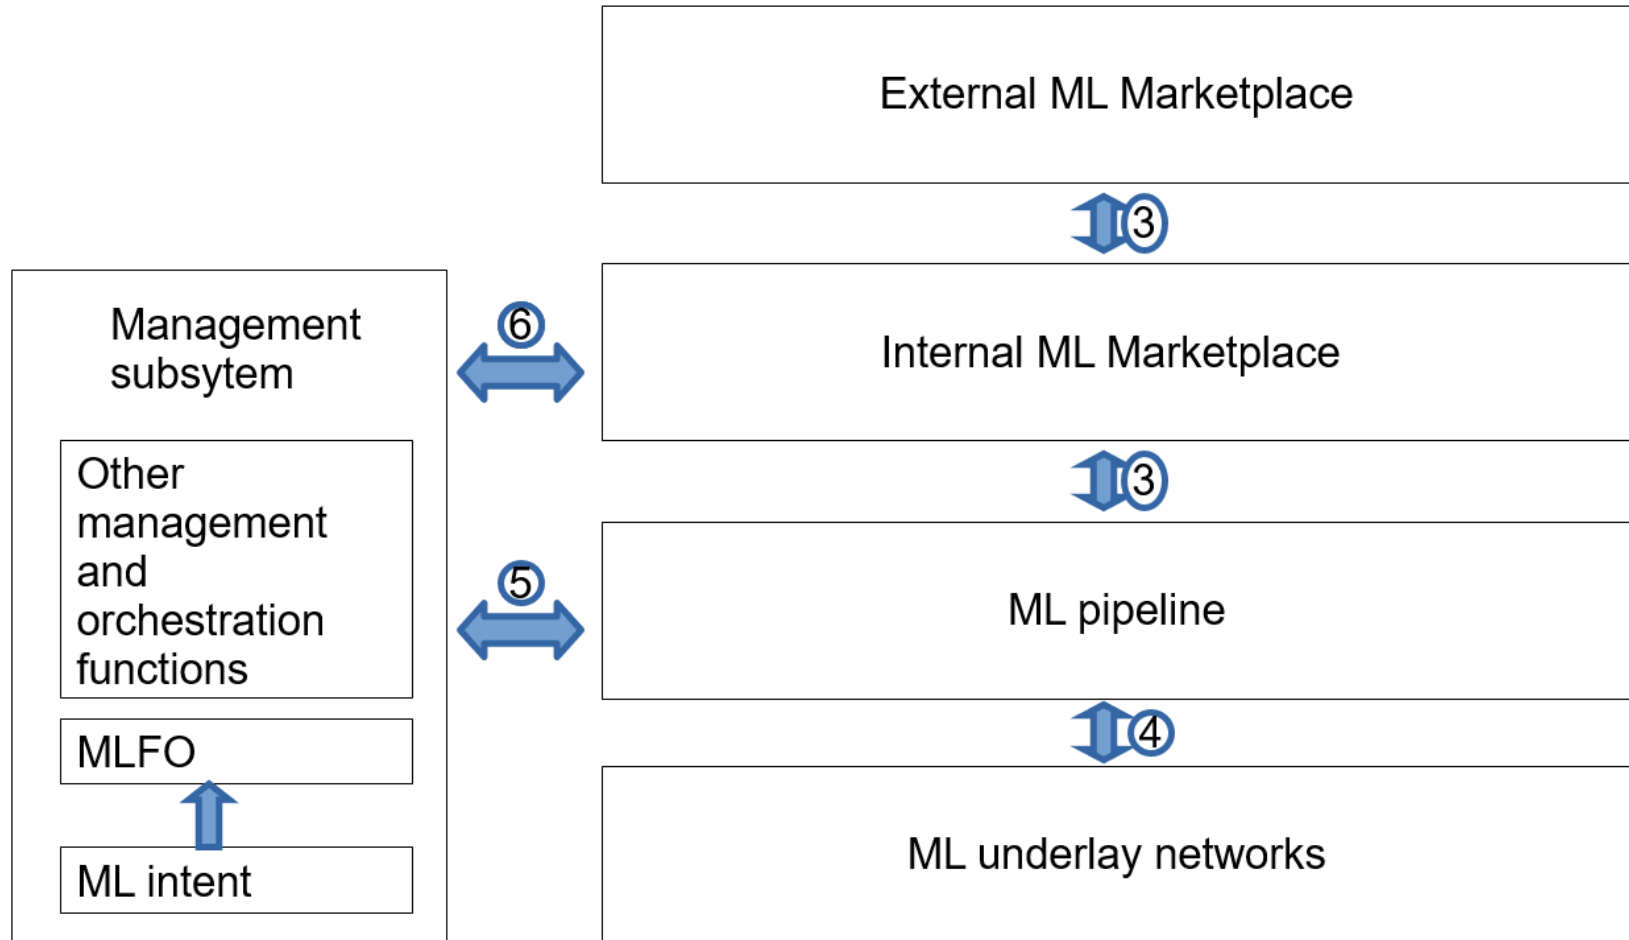 External ML Marketplace
3
Management
subsytem
6
Internal ML Marketplace
Other
management
and
orchestration
functions
3
5
ML pipeline
MLFO
4
ML intent
ML underlay networks